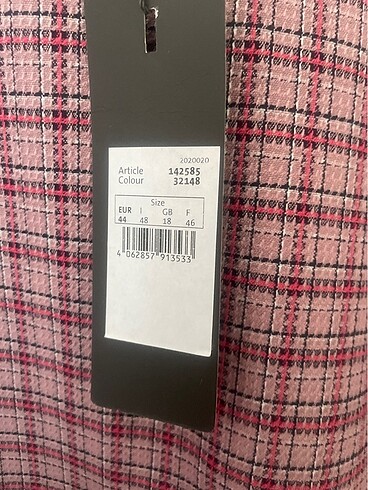 2020020
Article 142585
Colour 32148
Size
EUR I GB F
44 48 18 46
4 062857 913533